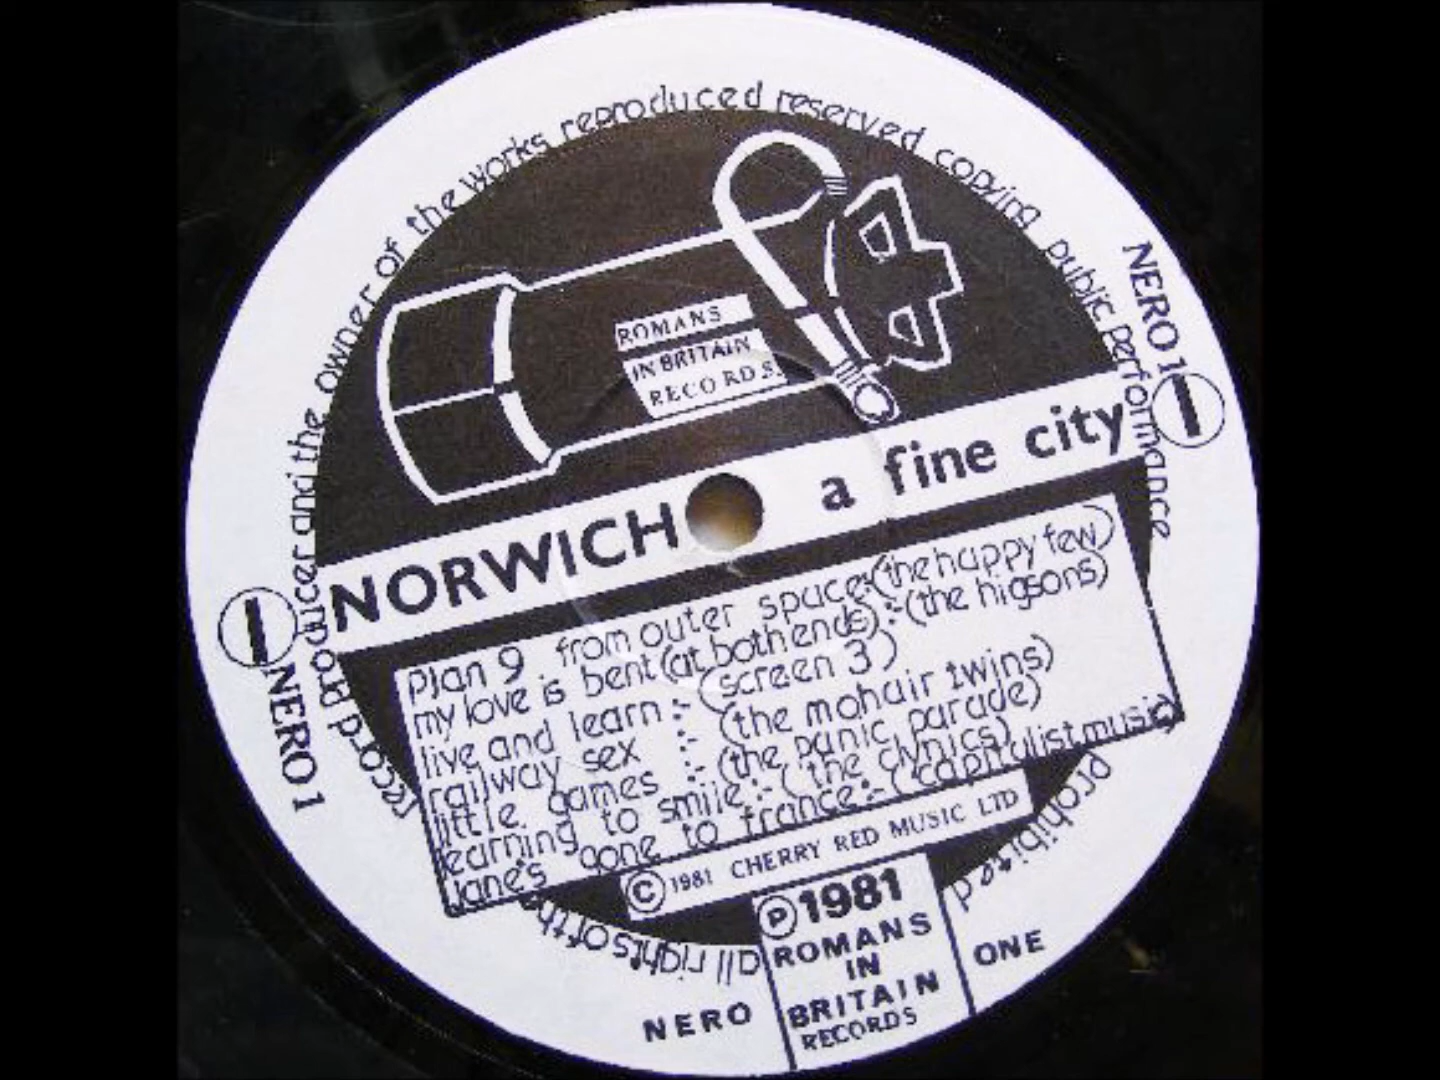 record producer and the owner of the works reproduced reserved copying public performance
prohibited
all rights of the
ROMANS
IN BRITAIN
RECORDS.
NERO 1
1
NORWICH a fine city
1
NERO 1
plan 9 from outer space:(the happy few)
my love is bent (at both ends):-(the higsons)
live and learn :- (screen 3)
railway sex :- (the mohair twins)
little games :- (the panic parade)
learning to smile:-( the clynics)
jane's gone to france:-( capitalist music)
© 1981 CHERRY RED MUSIC LTD
℗ 1981
ROMANS
IN
BRITAIN
RECORDS
NERO
ONE